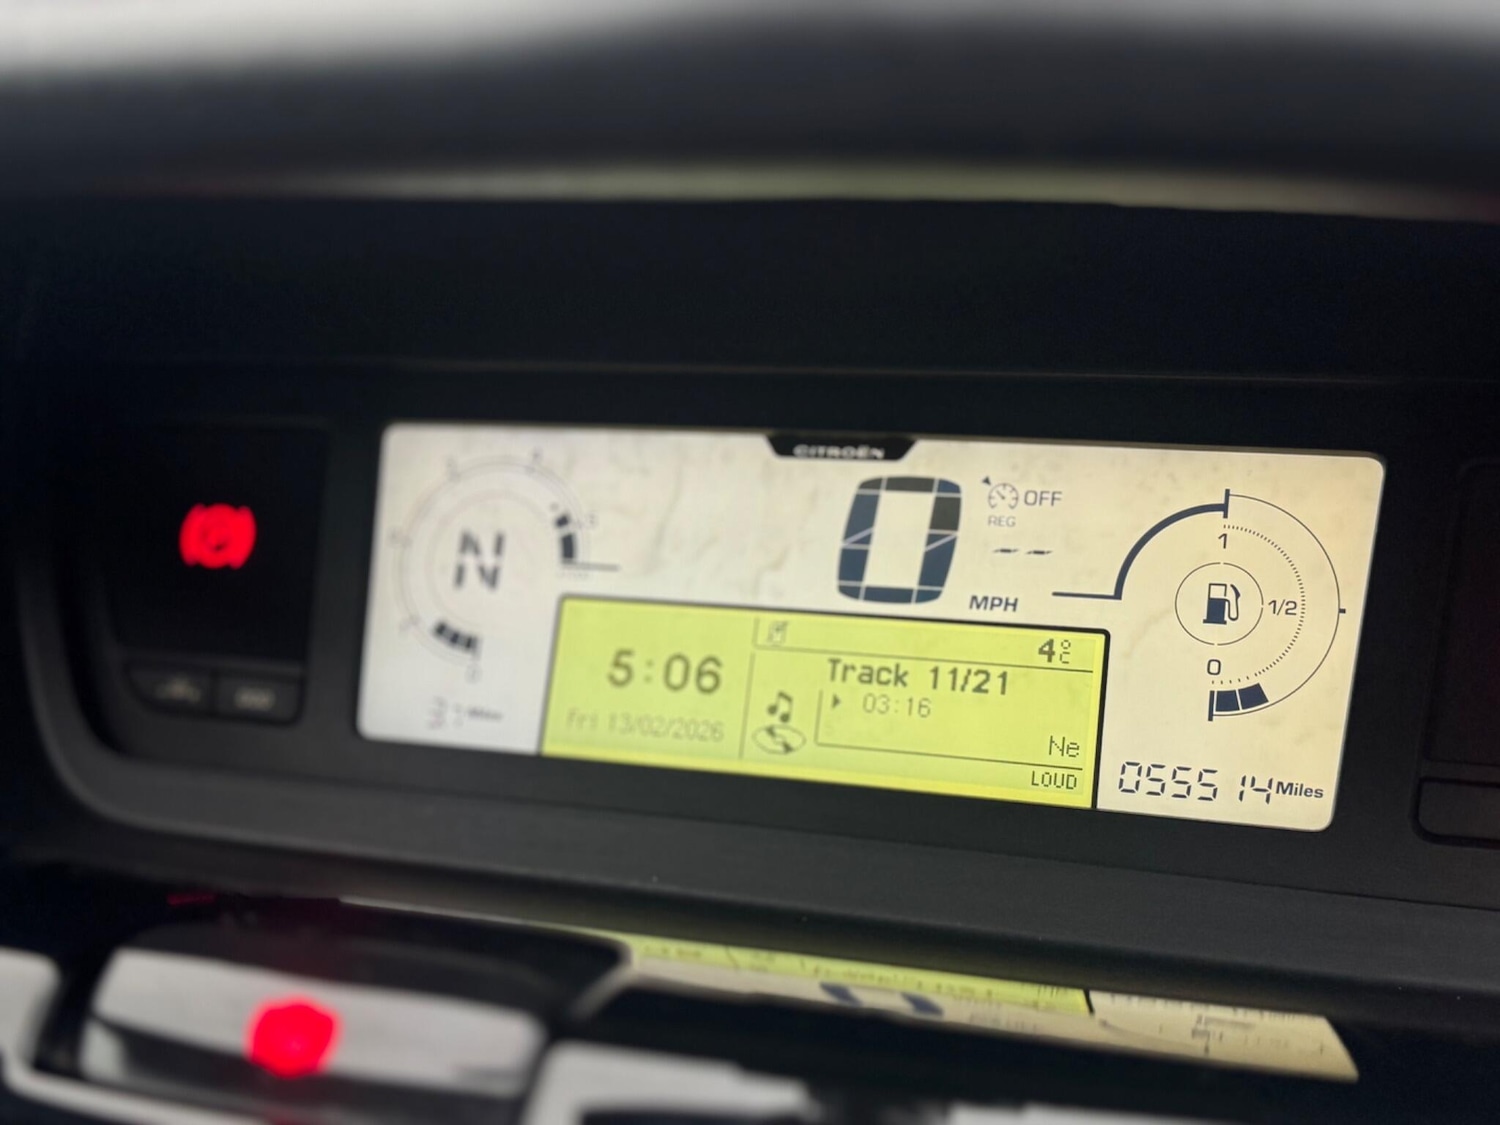 CITROËN
N
0
MPH
OFF
REG
--
1
1/2
0
5:06
Fri 13/02/2026
4°C
Track 11/21
03:16
Ne
LOUD
055514 Miles